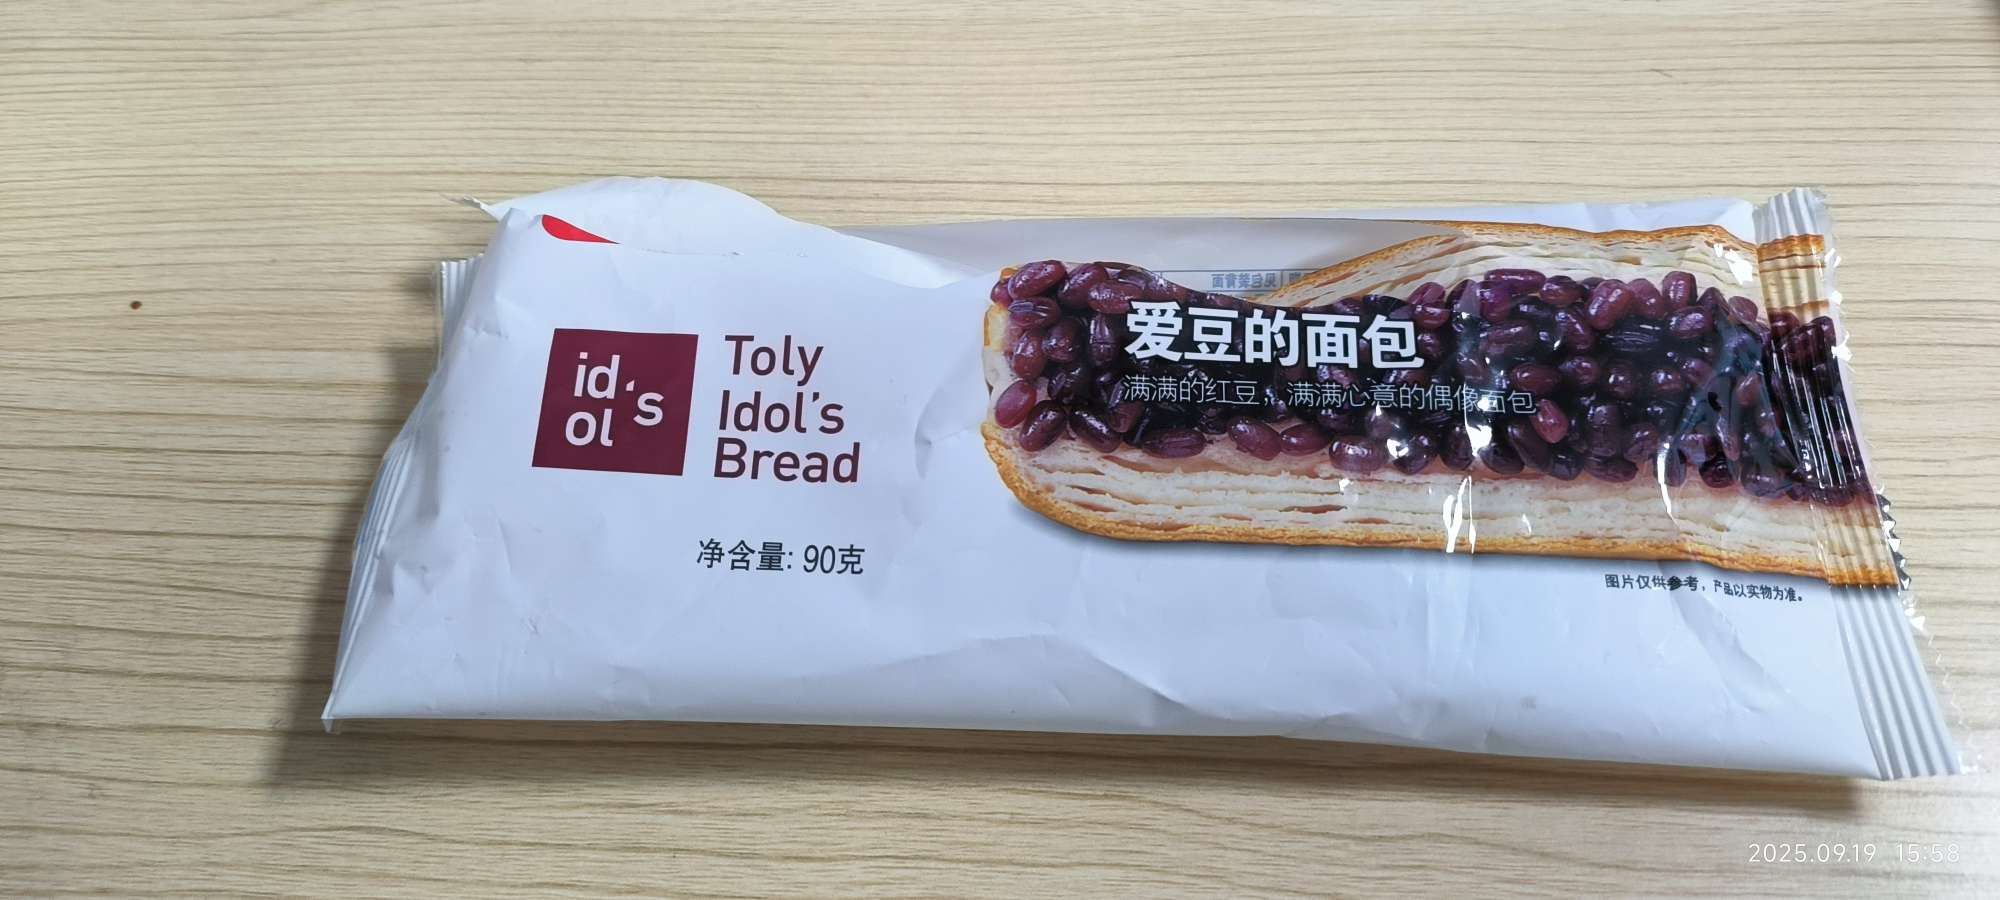 id's
ol
Toly
Idol's
Bread
净含量: 90克
爱豆的面包
满满的红豆，满满心意的偶像面包
图片仅供参考，产品以实物为准。
2025.09.19 15:58